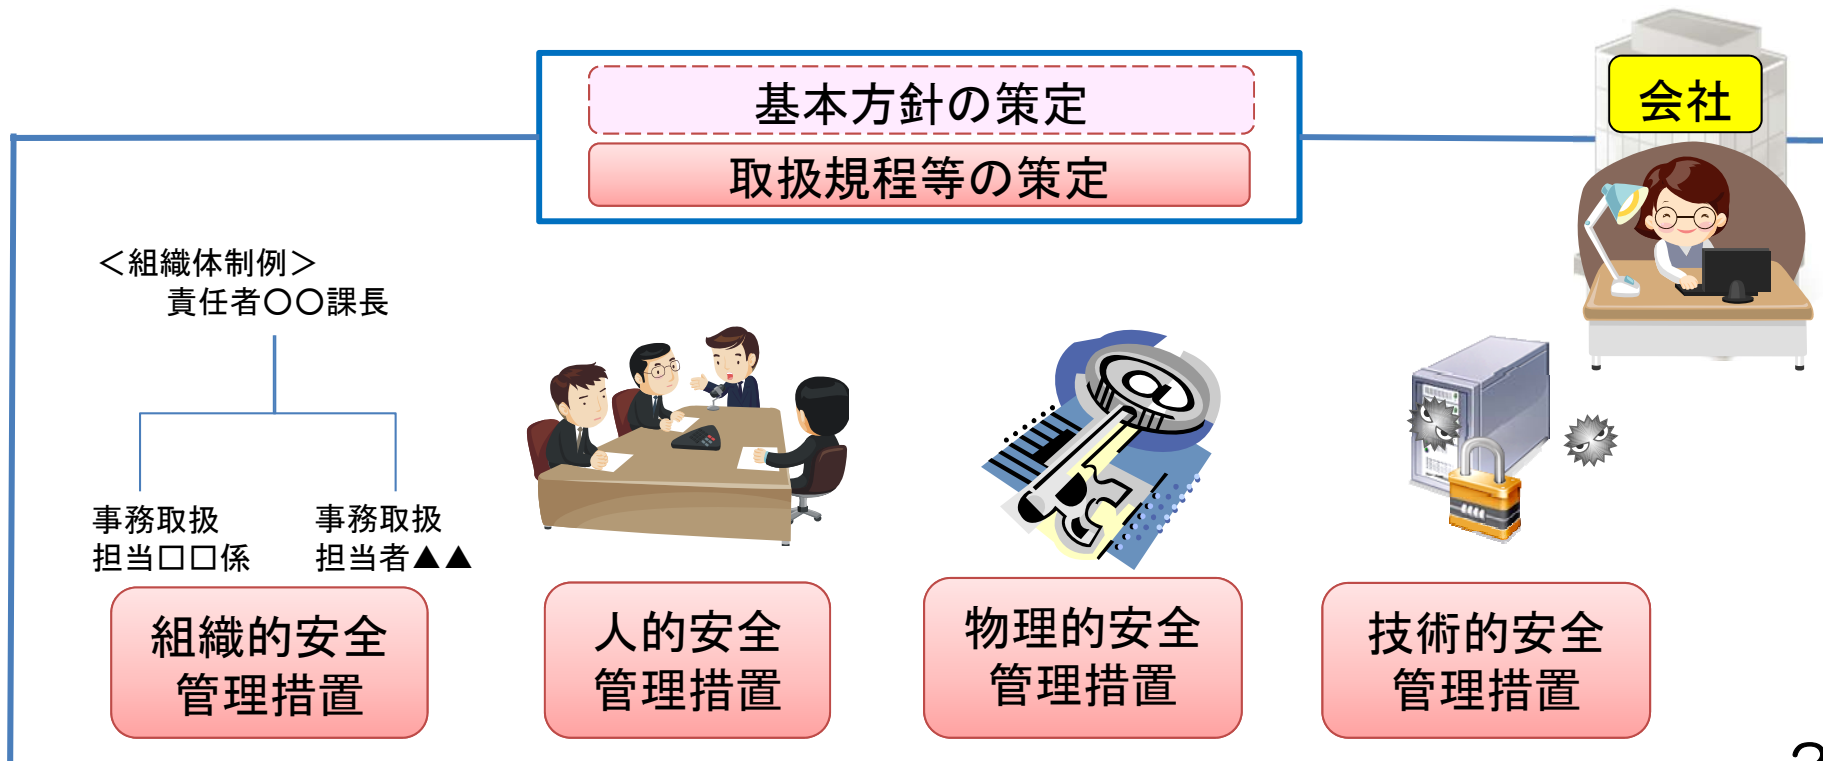 基本方針の策定
会社
取扱規程等の策定
＜組織体制例＞
責任者〇〇課長
事務取扱
担当□□係
事務取扱
担当者▲▲
組織的安全
管理措置
人的安全
管理措置
物理的安全
管理措置
技術的安全
管理措置